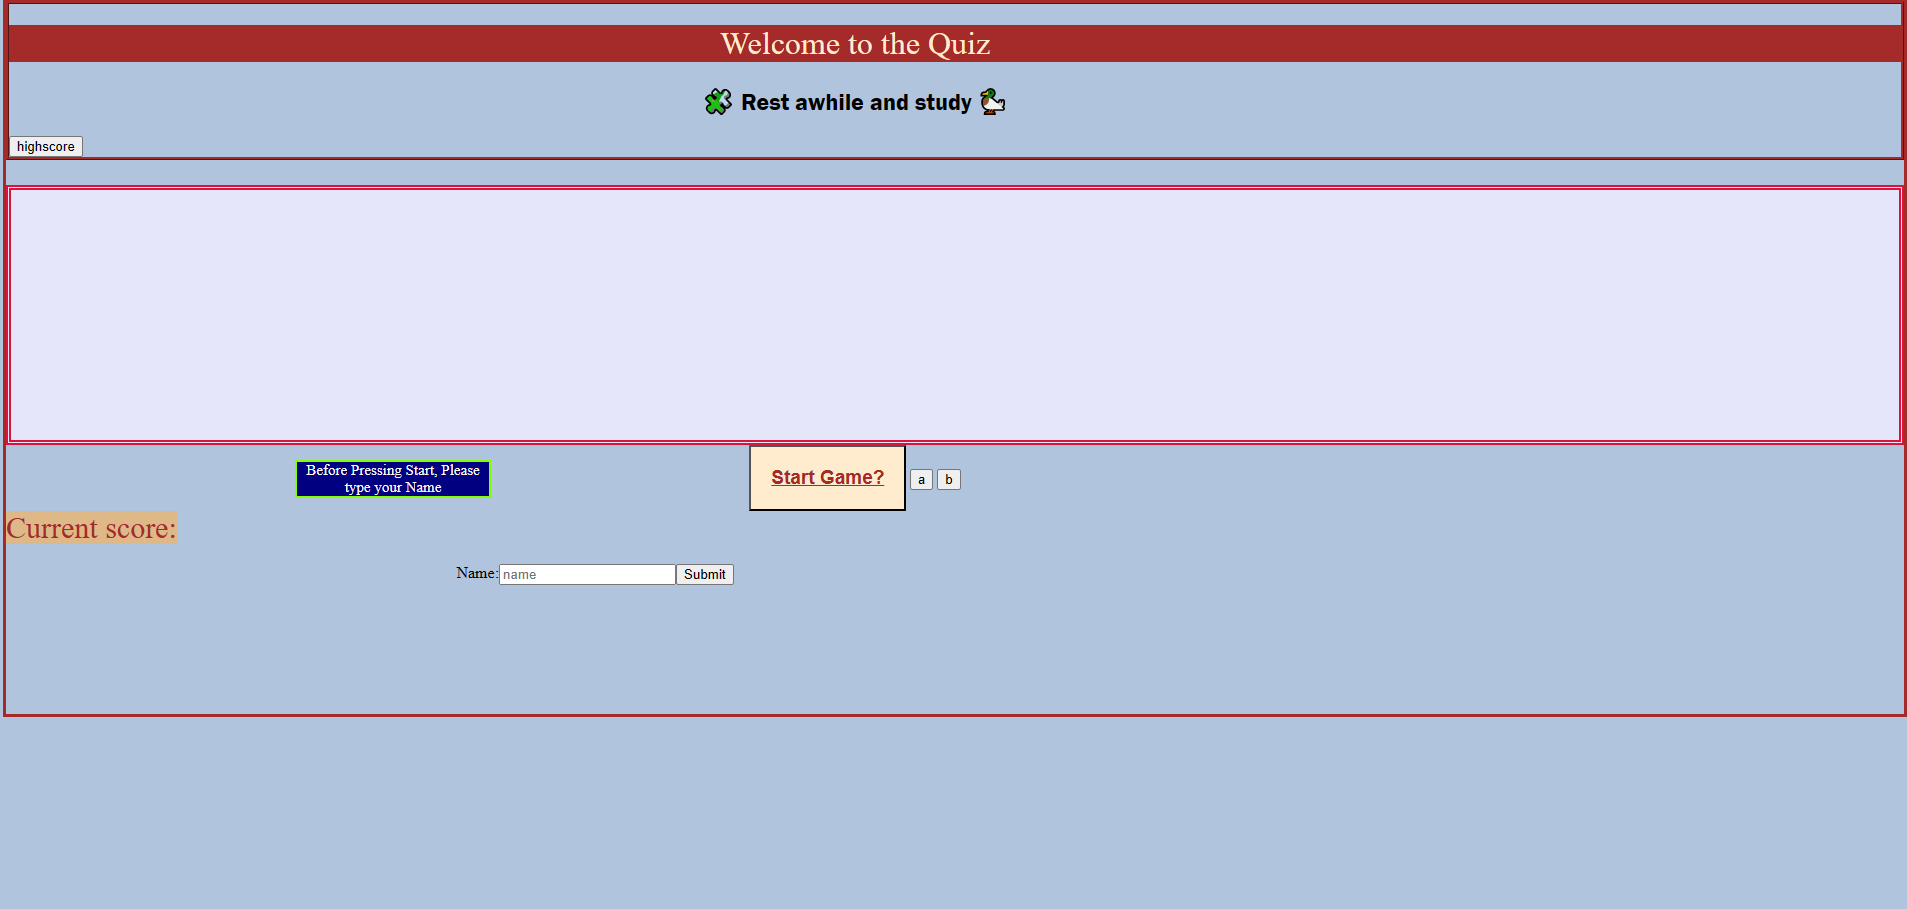 Welcome to the Quiz
Rest awhile and study
highscore
Before Pressing Start, Please
type your Name
Start Game?
a
b
Current score:
Name:
name
Submit